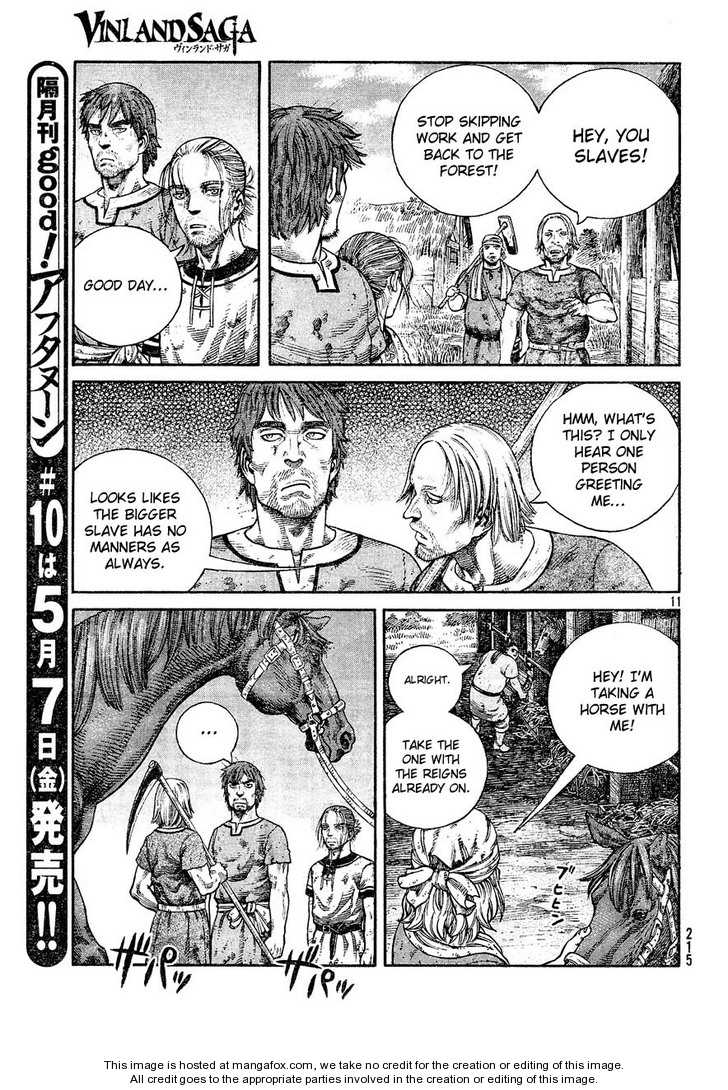 VINLAND SAGA
ヴィンランド・サガ
隔月刊good!アフタヌーン#10は5月7日(金)発売!!
HEY, YOU
SLAVES!
STOP SKIPPING
WORK AND GET
BACK TO THE
FOREST!
GOOD DAY...
HMM, WHAT'S
THIS? I ONLY
HEAR ONE
PERSON
GREETING
ME...
LOOKS LIKES
THE BIGGER
SLAVE HAS NO
MANNERS AS
ALWAYS.
11
HEY! I'M
TAKING A
HORSE WITH
ME!
ALRIGHT.
TAKE THE
ONE WITH
THE REIGNS
ALREADY ON.
ブヒヒン
...
ザパッ
ザパッ
215
This image is hosted at mangafox.com, we take no credit for the creation or editing of this image.
All credit goes to the appropriate parties involved in the creation or editing of this image.